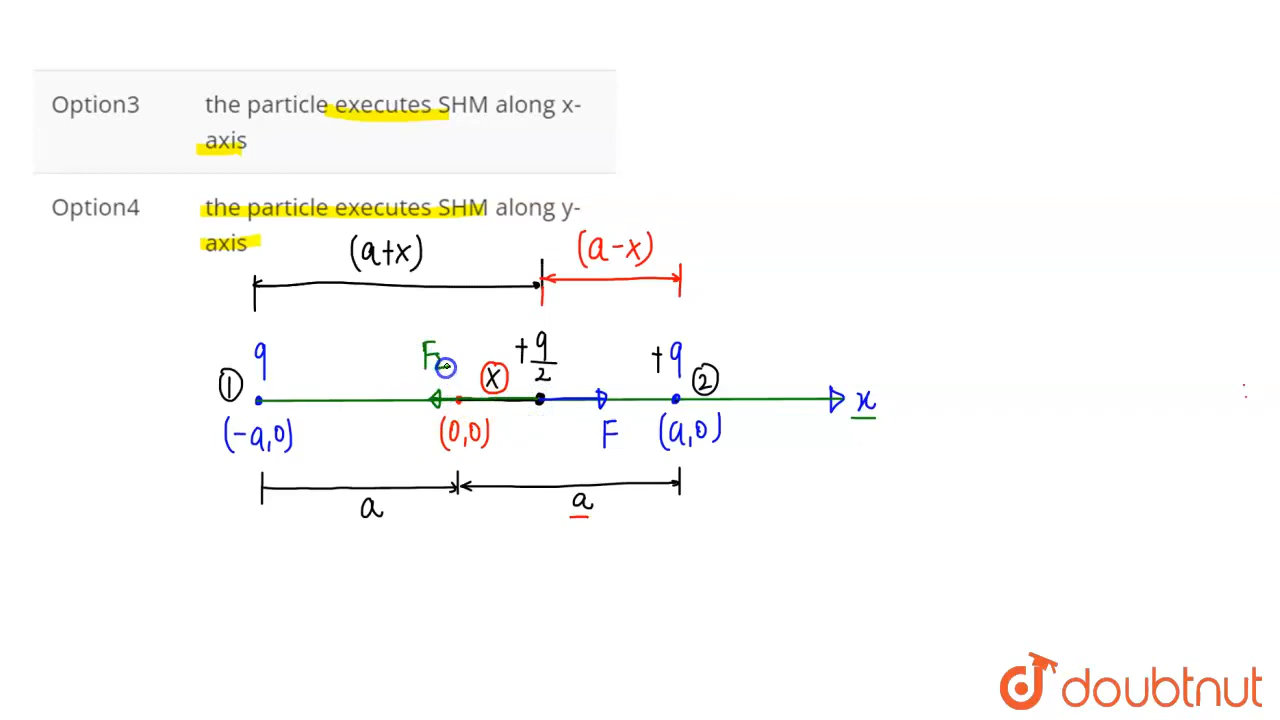 Option3 the particle executes SHM along x-
axis
Option4 the particle executes SHM along y-
axis
(a+x) (a-x)
q F₂ x +q/2 +q
① ②
x
(-a,0) (0,0) F (a,0)
a a
doubtnut